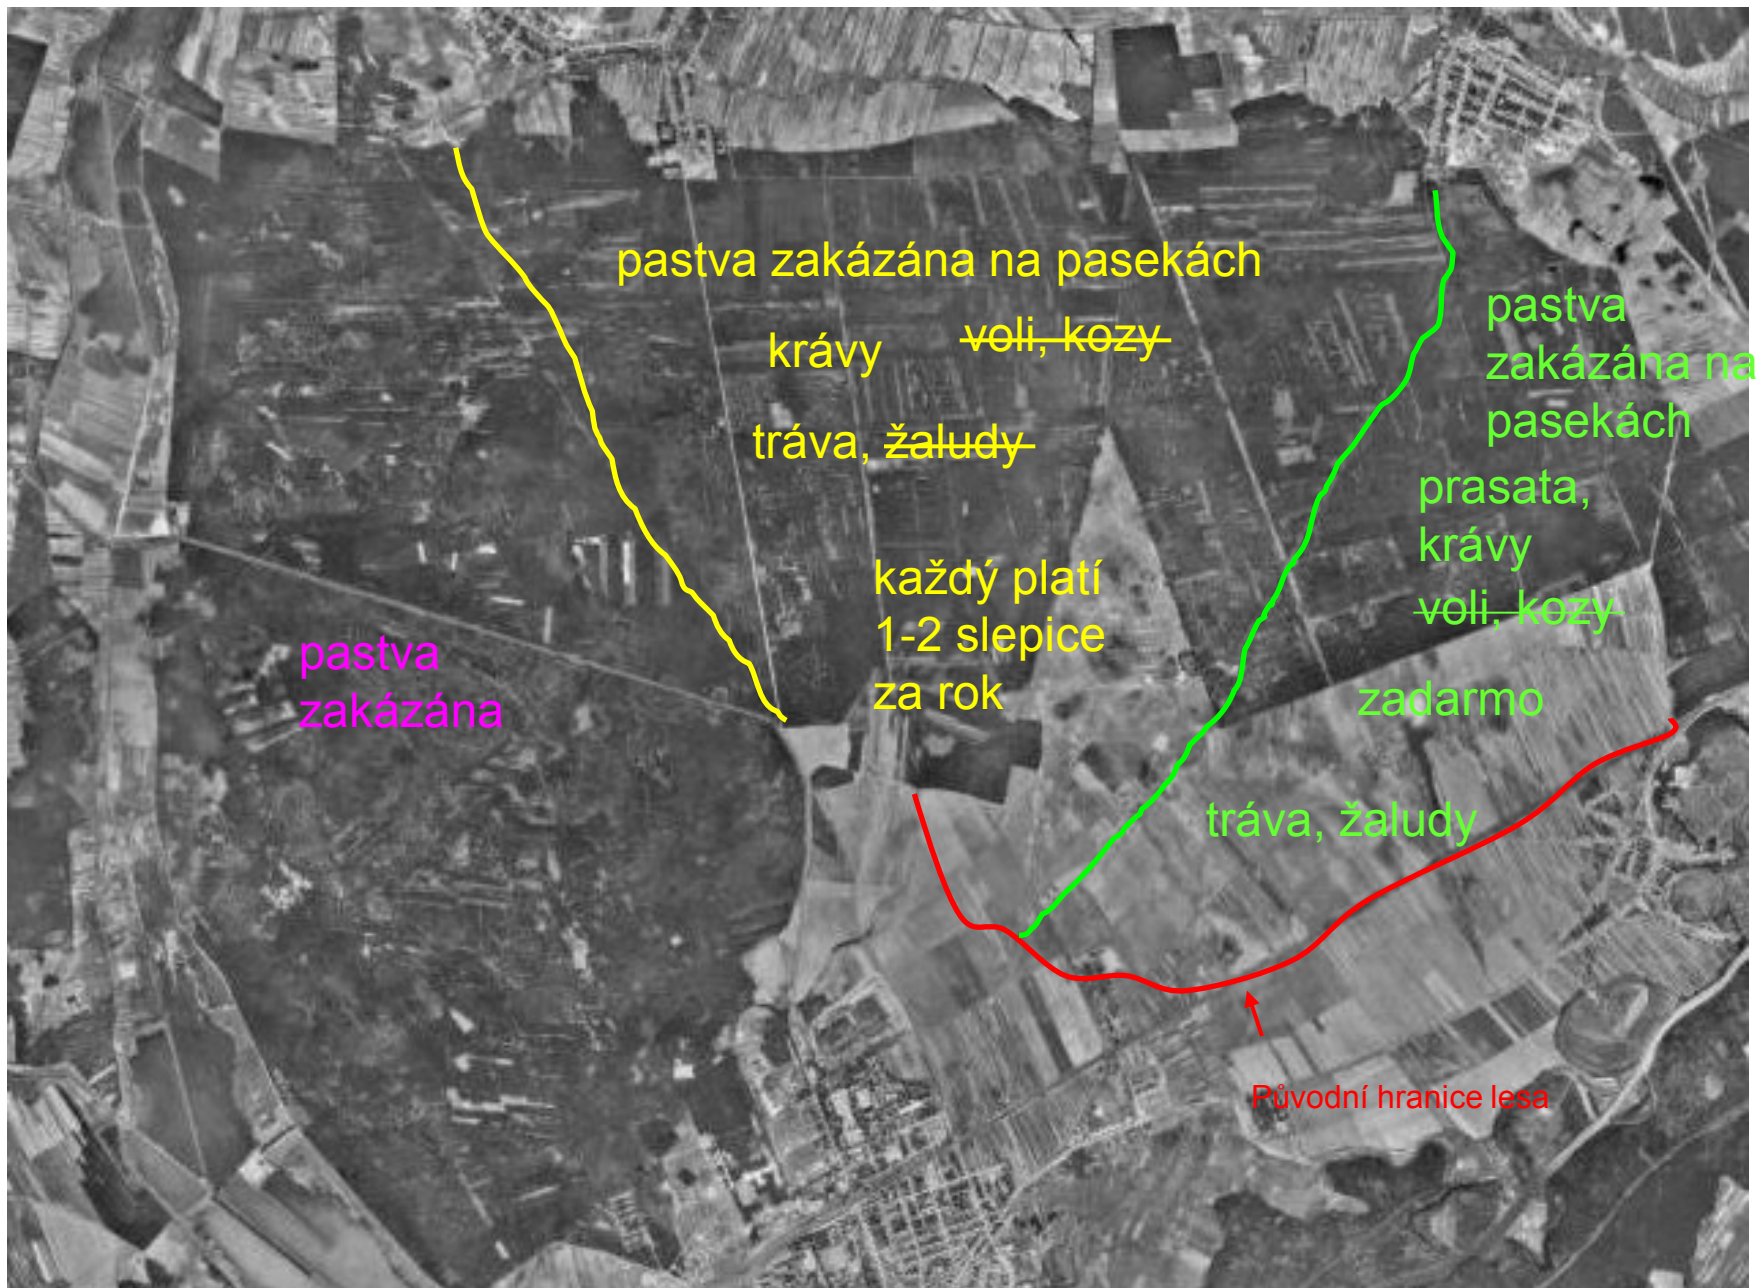 pastva zakázána na pasekách
krávy
voli, kozy
tráva, žaludy
každý platí
1-2 slepice
za rok
pastva
zakázána na
pasekách
prasata,
krávy
voli, kozy
zadarmo
tráva, žaludy
pastva
zakázána
Původní hranice lesa